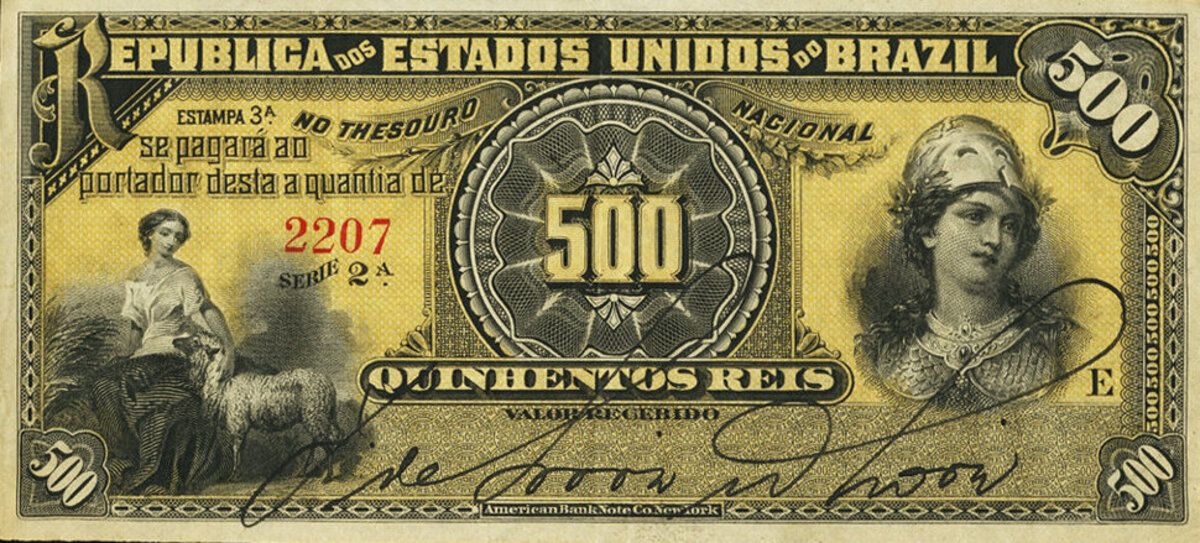 REPUBLICA DOS ESTADOS UNIDOS DO BRAZIL
500
ESTAMPA 3A
NO THESOURO NACIONAL
se pagará ao
portador desta a quantia de
2207
SERIE 2A.
500
500 500 500 500 500
E
QUINHENTOS REIS
VALOR RECEBIDO
500
500
American Bank Note Co. New York